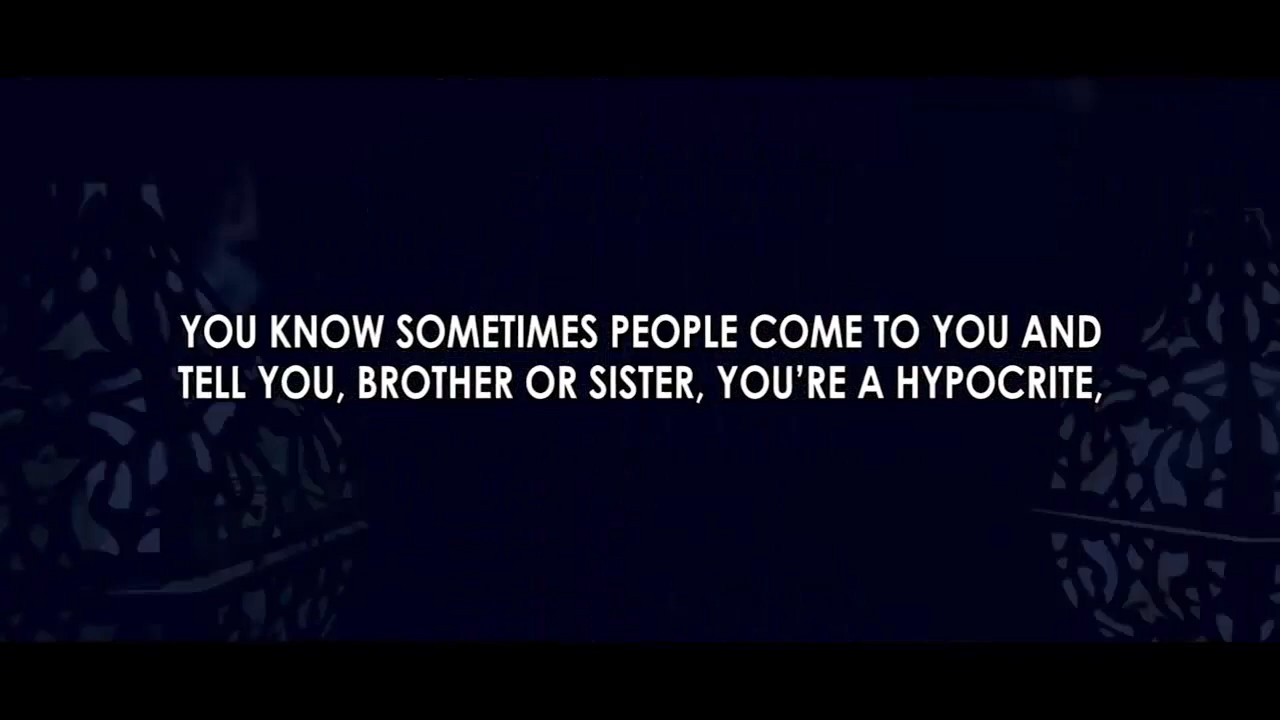 YOU KNOW SOMETIMES PEOPLE COME TO YOU AND
TELL YOU, BROTHER OR SISTER, YOU’RE A HYPOCRITE,